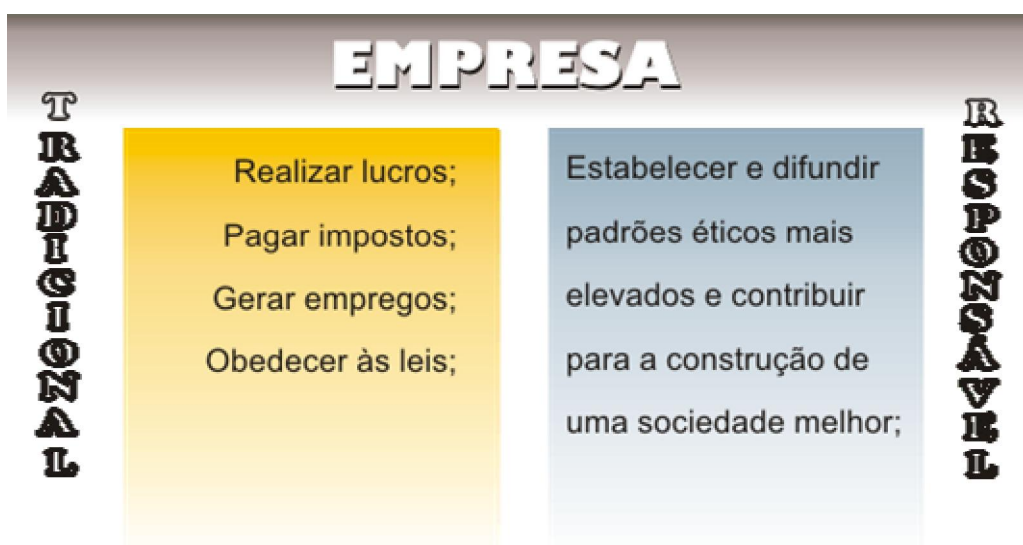 EMPRESA
TRADICIONAL
Realizar lucros;
Pagar impostos;
Gerar empregos;
Obedecer às leis;
Estabelecer e difundir
padrões éticos mais
elevados e contribuir
para a construção de
uma sociedade melhor;
RESPONSÁVEL